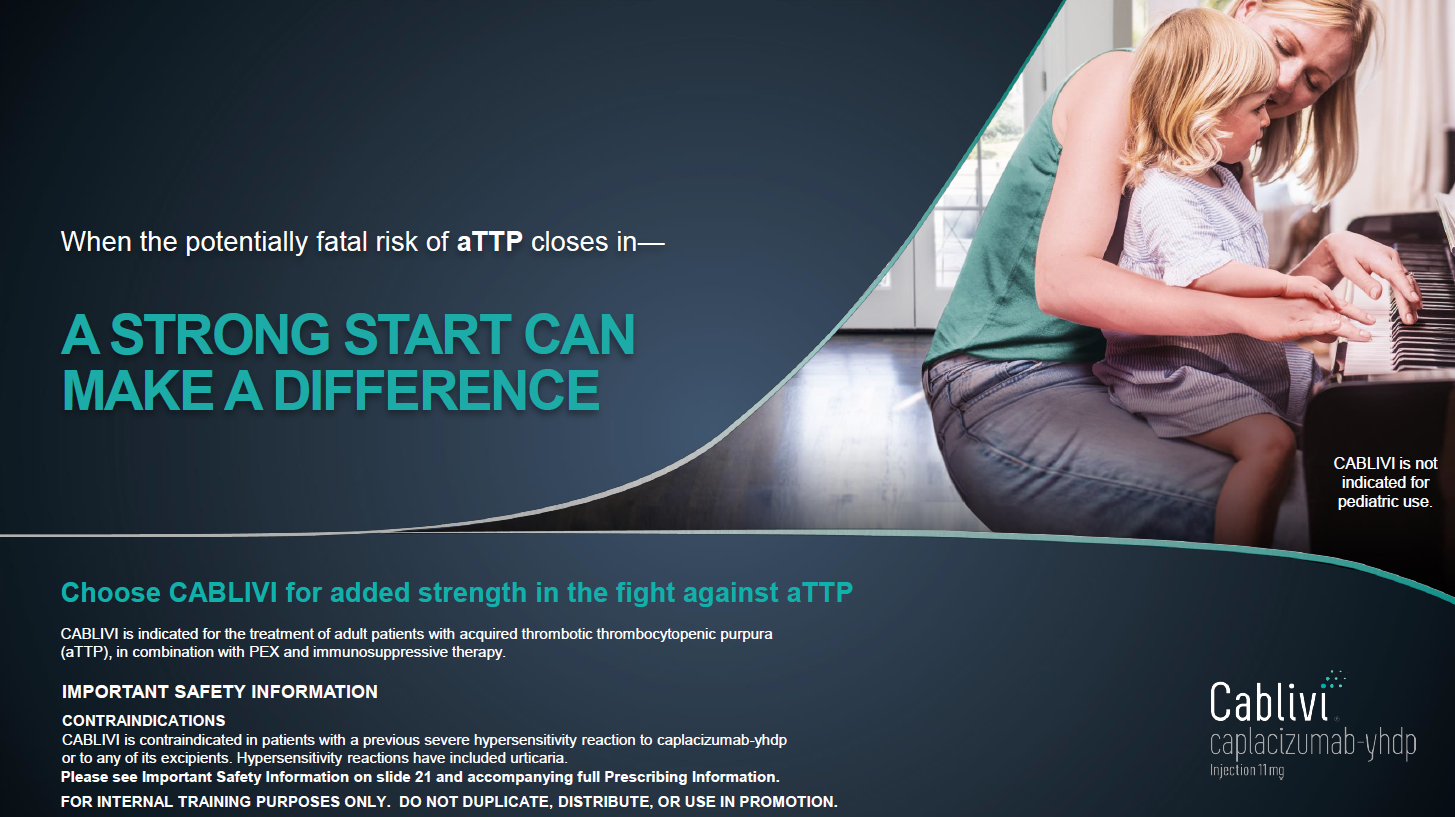 When the potentially fatal risk of aTTP closes in—
A STRONG START CAN
MAKE A DIFFERENCE
CABLIVI is not
indicated for
pediatric use.
Choose CABLIVI for added strength in the fight against aTTP
CABLIVI is indicated for the treatment of adult patients with acquired thrombotic thrombocytopenic purpura
(aTTP), in combination with PEX and immunosuppressive therapy.
IMPORTANT SAFETY INFORMATION
CONTRAINDICATIONS
CABLIVI is contraindicated in patients with a previous severe hypersensitivity reaction to caplacizumab-yhdp
or to any of its excipients. Hypersensitivity reactions have included urticaria.
Please see Important Safety Information on slide 21 and accompanying full Prescribing Information.
FOR INTERNAL TRAINING PURPOSES ONLY.  DO NOT DUPLICATE, DISTRIBUTE, OR USE IN PROMOTION.
Cablivi®
caplacizumab-yhdp
Injection 11mg